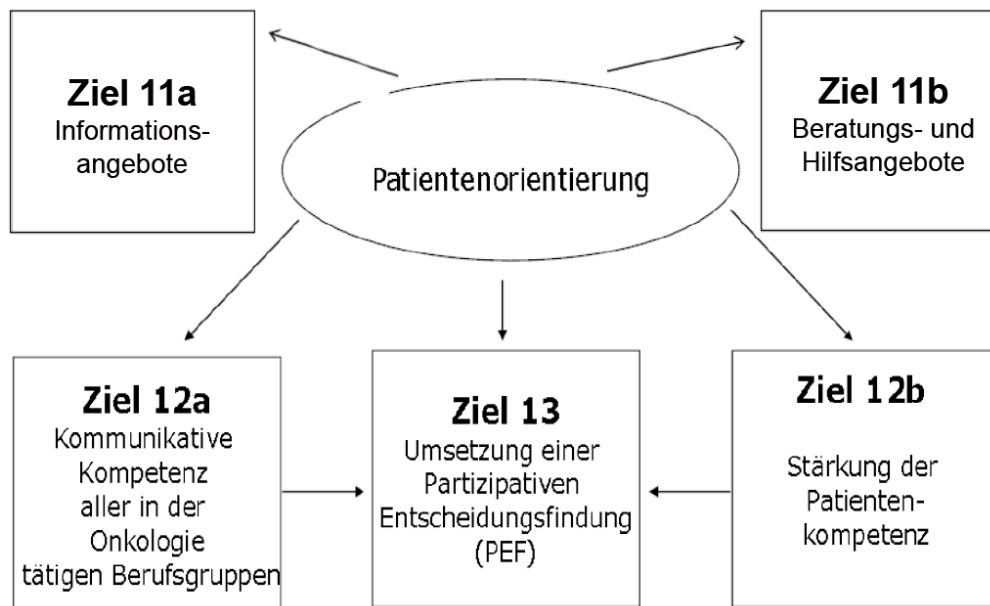 Ziel 11a
Informations-
angebote
Ziel 11b
Beratungs- und
Hilfsangebote
Patientenorientierung
Ziel 12a
Kommunikative
Kompetenz
aller in der
Onkologie
tätigen Berufsgruppen
Ziel 13
Umsetzung einer
Partizipativen
Entscheidungsfindung
(PEF)
Ziel 12b
Stärkung der
Patienten-
kompetenz